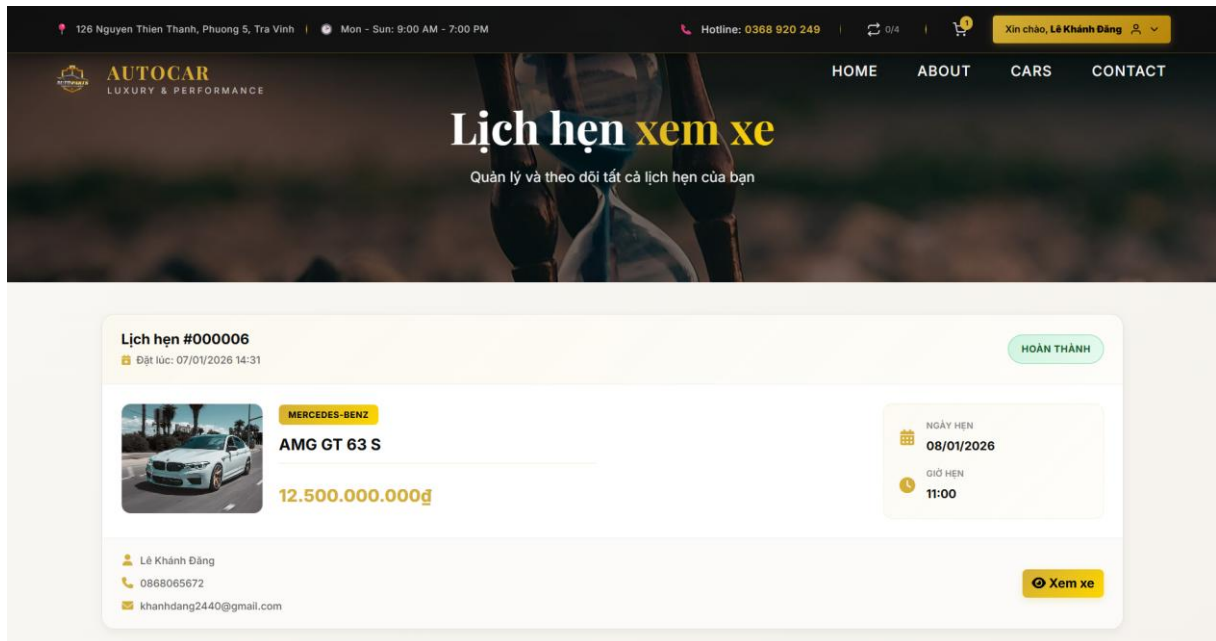 126 Nguyen Thien Thanh, Phuong 5, Tra Vinh
Mon - Sun: 9:00 AM - 7:00 PM
Hotline: 0368 920 249
0/4
1
Xin chào, Lê Khánh Đăng
AUTOCAR
LUXURY & PERFORMANCE
HOME ABOUT CARS CONTACT
Lịch hẹn xem xe
Quản lý và theo dõi tất cả lịch hẹn của bạn
Lịch hẹn #000006
Đặt lúc: 07/01/2026 14:31
HOÀN THÀNH
MERCEDES-BENZ
AMG GT 63 S
12.500.000.000₫
NGÀY HẸN
08/01/2026
GIỜ HẸN
11:00
Lê Khánh Đăng
0868065672
khanhdang2440@gmail.com
Xem xe